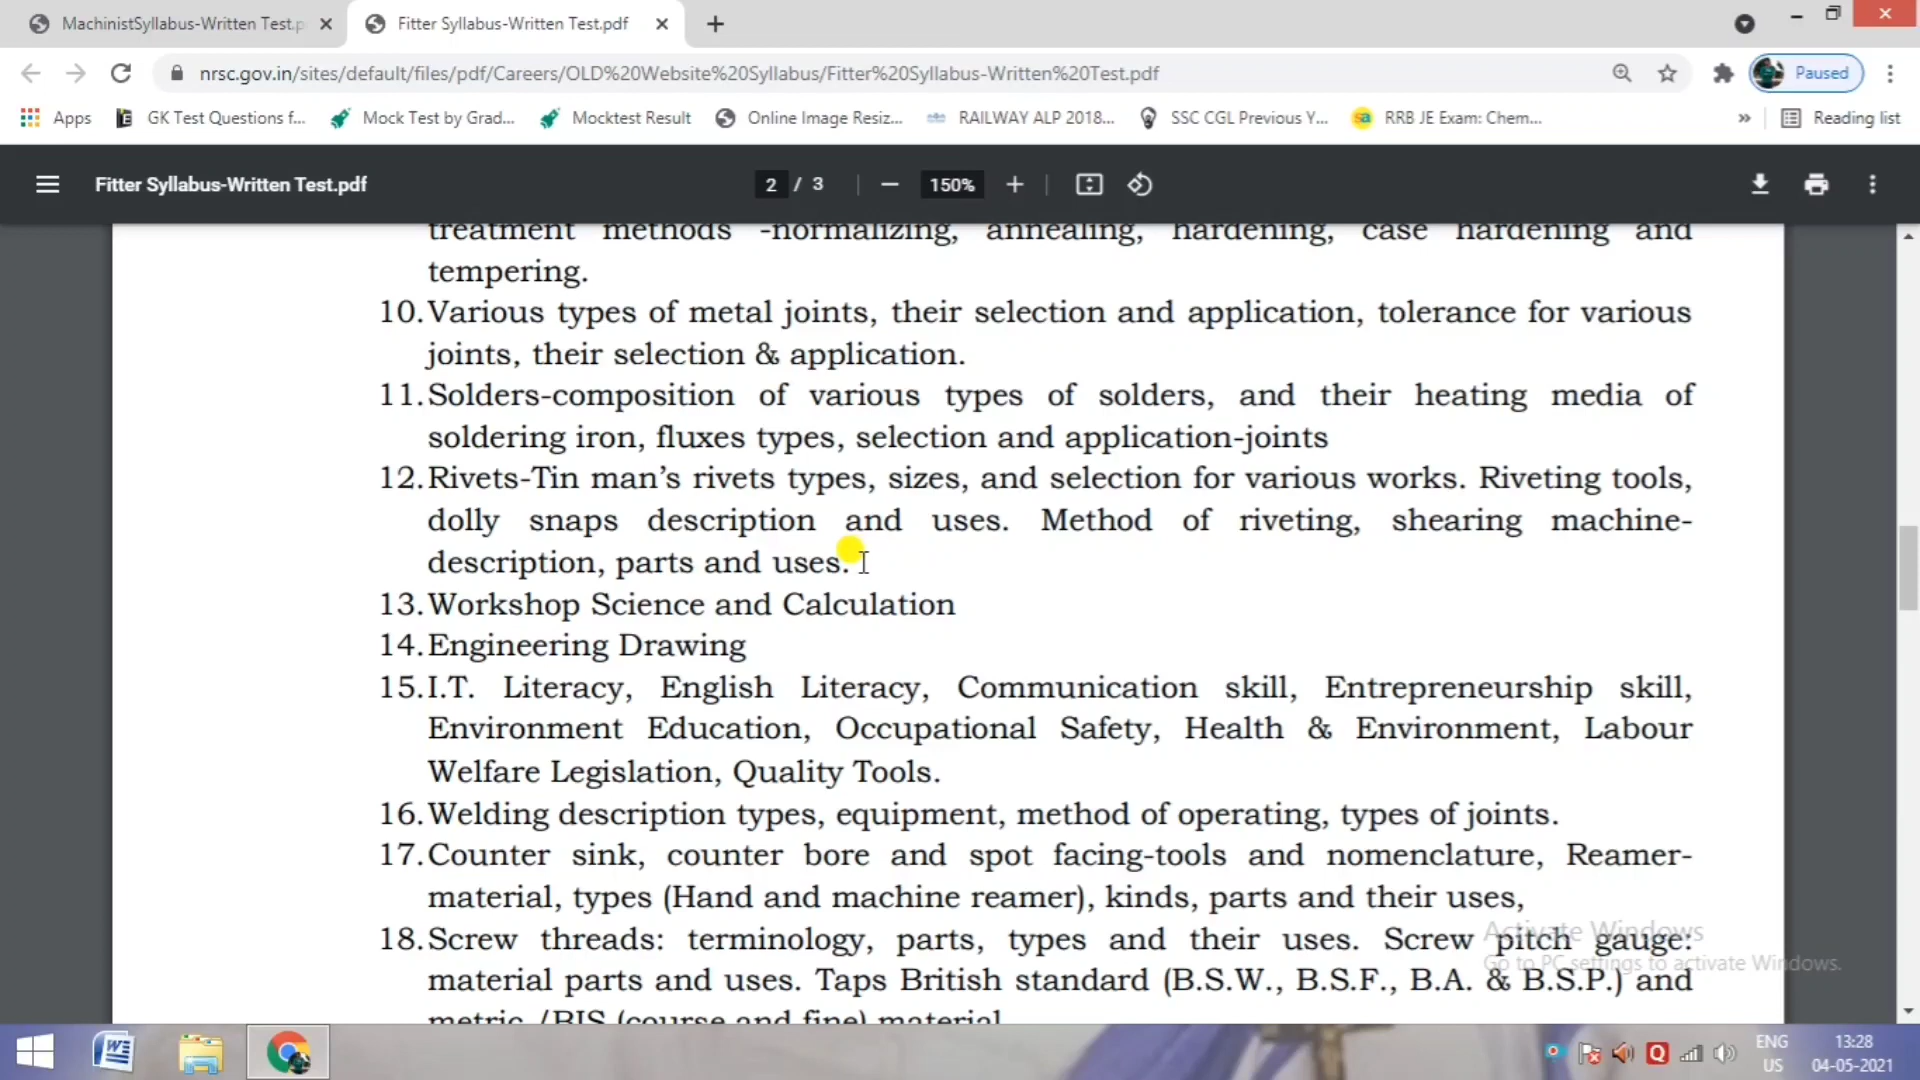 MachinistSyllabus-Written Test.p
Fitter Syllabus-Written Test.pdf
nrsc.gov.in/sites/default/files/pdf/Careers/OLD%20Website%20Syllabus/Fitter%20Syllabus-Written%20Test.pdf
Paused
Apps
GK Test Questions f...
Mock Test by Grad...
Mocktest Result
Online Image Resiz...
RAILWAY ALP 2018...
SSC CGL Previous Y...
sa
RRB JE Exam: Chem...
Reading list
Fitter Syllabus-Written Test.pdf
2 / 3
150%
treatment methods -normalizing, annealing, hardening, case hardening and
tempering.
10. Various types of metal joints, their selection and application, tolerance for various
joints, their selection & application.
11. Solders-composition of various types of solders, and their heating media of
soldering iron, fluxes types, selection and application-joints
12. Rivets-Tin man's rivets types, sizes, and selection for various works. Riveting tools,
dolly snaps description and uses. Method of riveting, shearing machine-
description, parts and uses.
13. Workshop Science and Calculation
14. Engineering Drawing
15. I.T. Literacy, English Literacy, Communication skill, Entrepreneurship skill,
Environment Education, Occupational Safety, Health & Environment, Labour
Welfare Legislation, Quality Tools.
16. Welding description types, equipment, method of operating, types of joints.
17. Counter sink, counter bore and spot facing-tools and nomenclature, Reamer-
material, types (Hand and machine reamer), kinds, parts and their uses,
18. Screw threads: terminology, parts, types and their uses. Screw pitch gauge:
material parts and uses. Taps British standard (B.S.W., B.S.F., B.A. & B.S.P.) and
metric /BIS (course and fine) material
Activate Windows
Go to PC settings to activate Windows.
ENG
US
13:28
04-05-2021